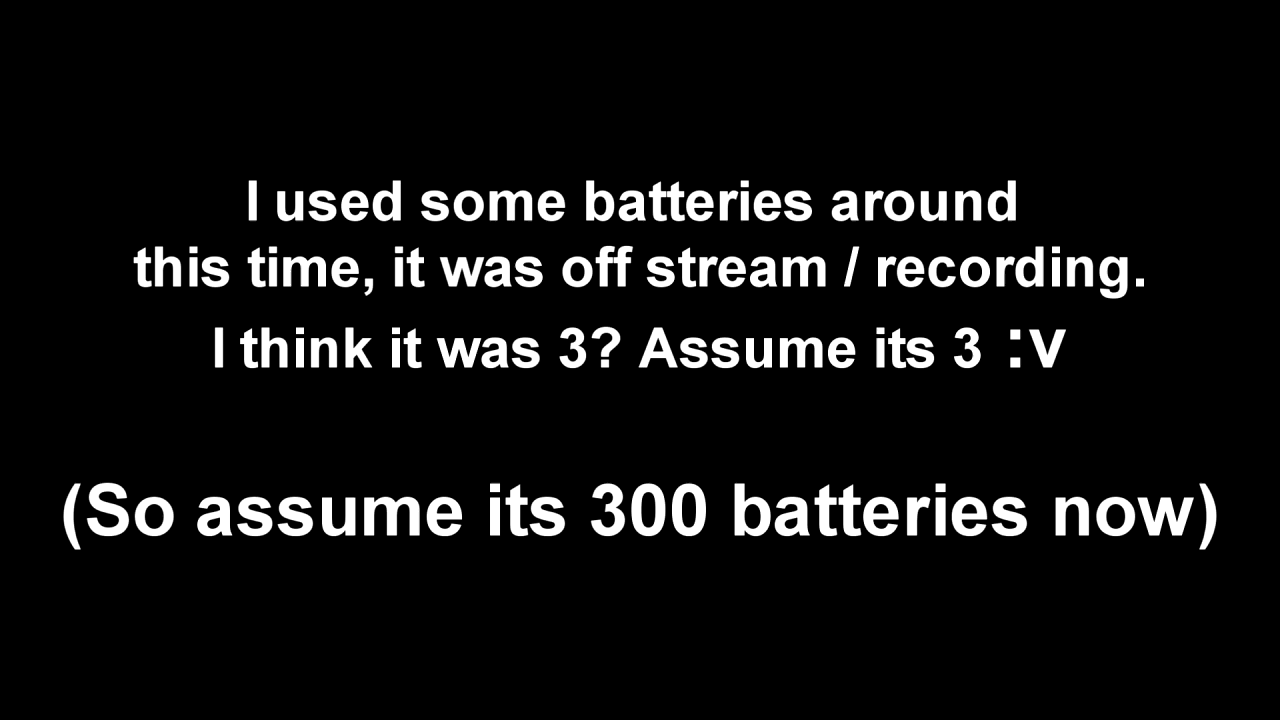 I used some batteries around
this time, it was off stream / recording.
I think it was 3? Assume its 3 :v
(So assume its 300 batteries now)